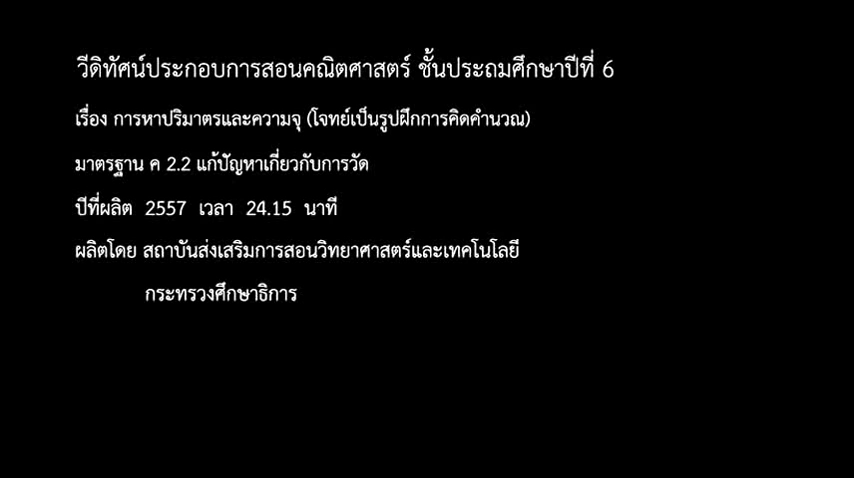 วีดิทัศน์ประกอบการสอนคณิตศาสตร์ ชั้นประถมศึกษาปีที่ 6
เรื่อง การหาปริมาตรและความจุ (โจทย์เป็นรูปฝึกการคิดคำนวณ)
มาตรฐาน ค 2.2 แก้ปัญหาเกี่ยวกับการวัด
ปีที่ผลิต 2557 เวลา 24.15 นาที
ผลิตโดย สถาบันส่งเสริมการสอนวิทยาศาสตร์และเทคโนโลยี
กระทรวงศึกษาธิการ